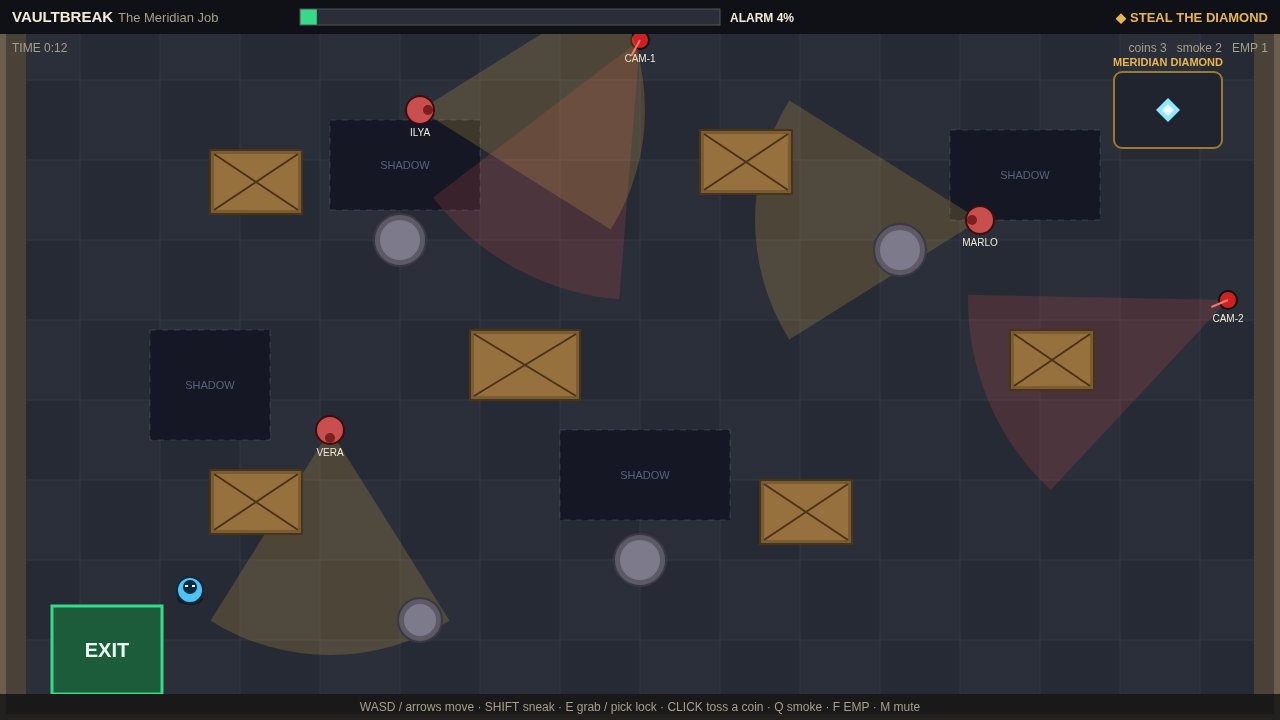 VAULTBREAK The Meridian Job
ALARM 4%
◆ STEAL THE DIAMOND
TIME 0:12
coins 3 smoke 2 EMP 1
MERIDIAN DIAMOND
CAM-1
ILYA
SHADOW
SHADOW
MARLO
CAM-2
SHADOW
VERA
SHADOW
EXIT
WASD / arrows move · SHIFT sneak · E grab / pick lock · CLICK toss a coin · Q smoke · F EMP · M mute